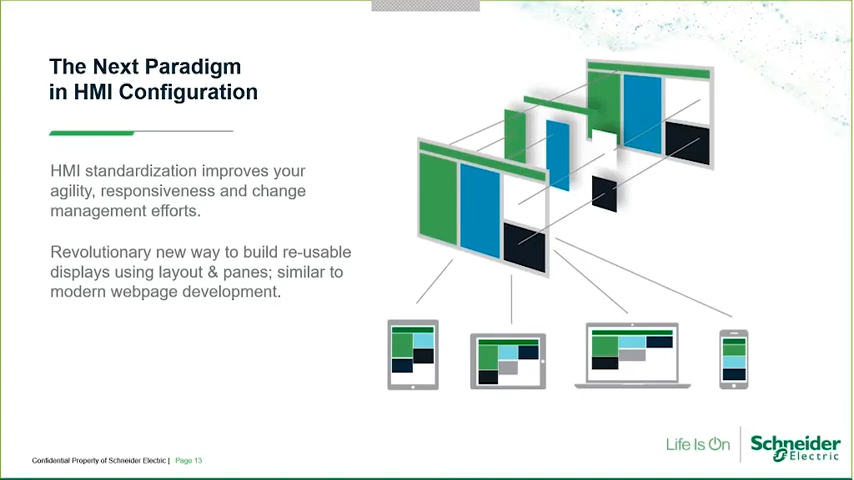 The Next Paradigm
in HMI Configuration
HMI standardization improves your
agility, responsiveness and change
management efforts.
Revolutionary new way to build re-usable
displays using layout & panes; similar to
modern webpage development.
Confidential Property of Schneider Electric | Page 13
Life Is On
Schneider
Electric